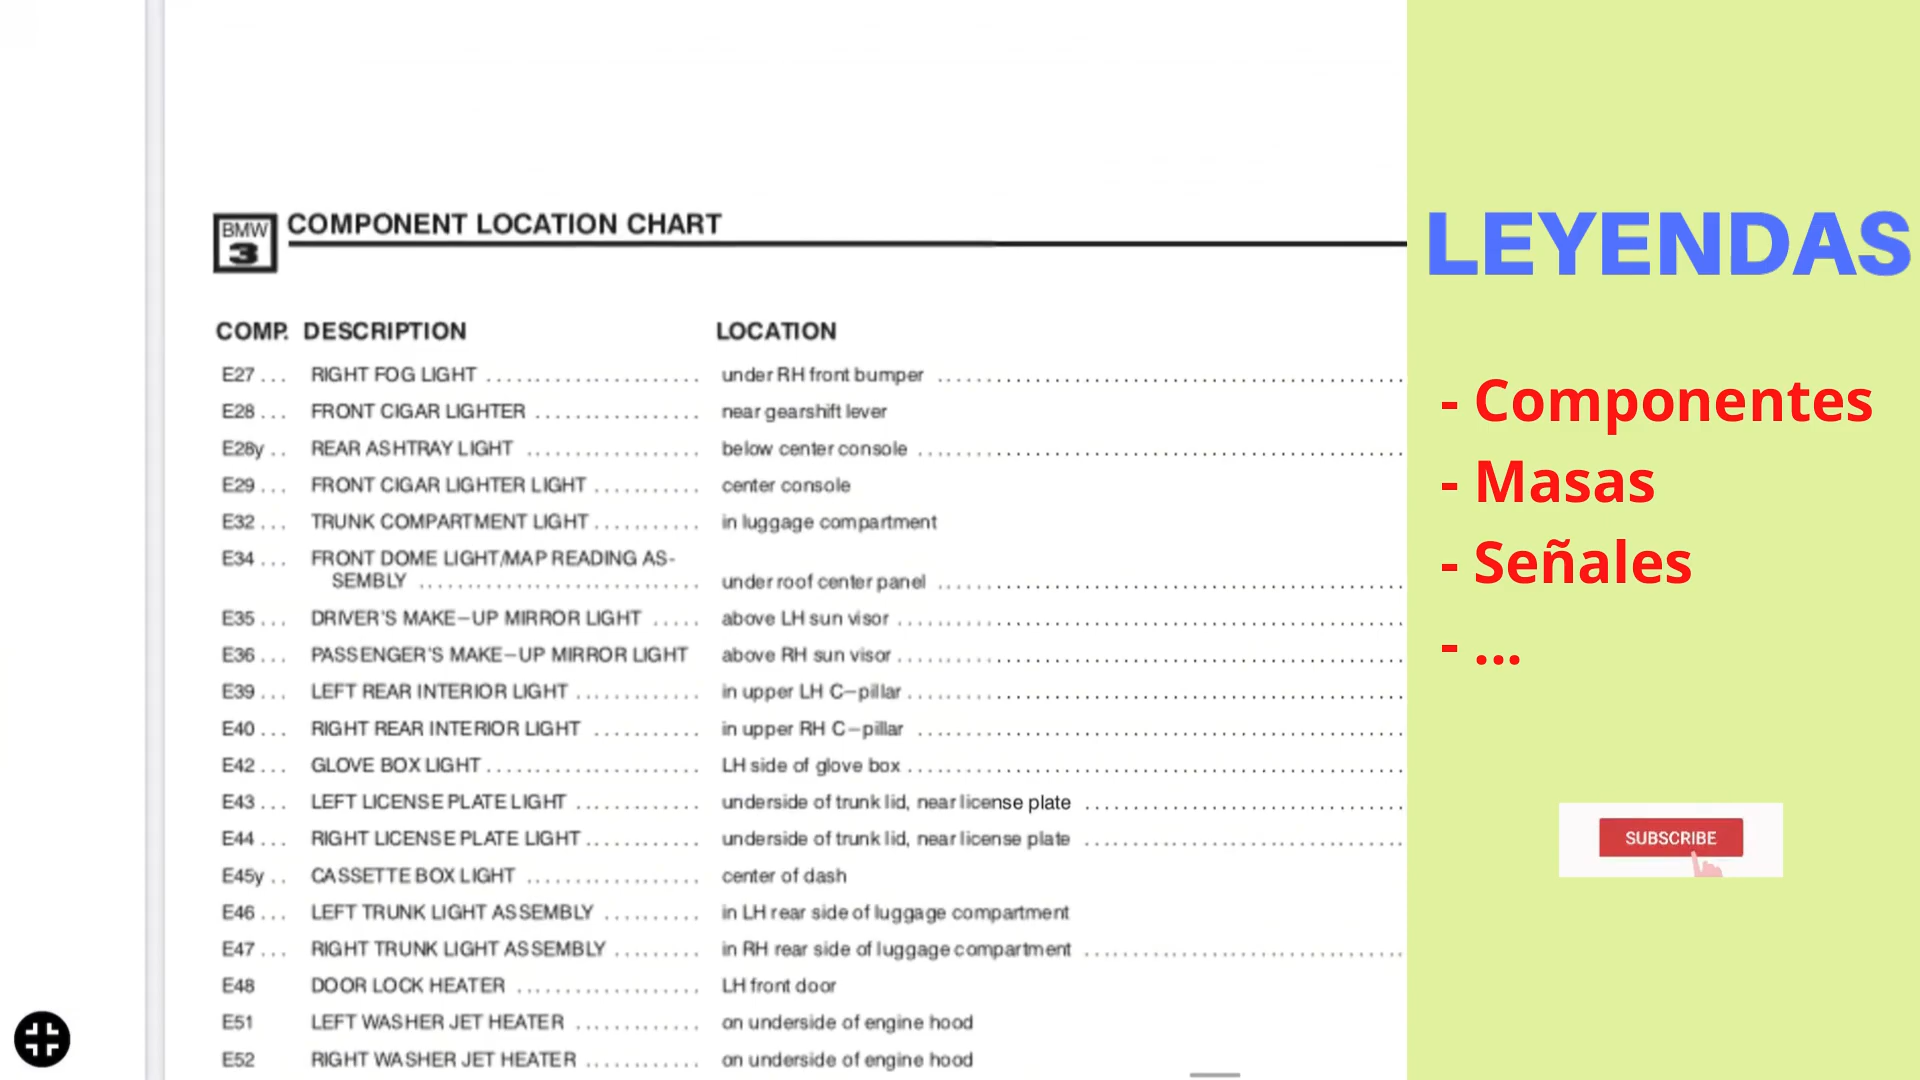 BMW
3
COMPONENT LOCATION CHART
COMP. DESCRIPTION LOCATION
E27 . . . RIGHT FOG LIGHT . . . . . . . . . . . . . . . . . . . . . . under RH front bumper . . . . . . . . . . . . . . . . . . . .
E28 . . . FRONT CIGAR LIGHTER . . . . . . . . . . . . . . . . . near gearshift lever
E28y . . REAR ASHTRAY LIGHT . . . . . . . . . . . . . . . . . . below center console . . . . . . . . . . . . . . . . . . . .
E29 . . . FRONT CIGAR LIGHTER LIGHT . . . . . . . . . . . center console
E32 . . . TRUNK COMPARTMENT LIGHT . . . . . . . . . . . in luggage compartment
E34 . . . FRONT DOME LIGHT/MAP READING AS-
SEMBLY . . . . . . . . . . . . . . . . . . . . . . . . . . . . . under roof center panel . . . . . . . . . . . . . . . . . . . .
E35 . . . DRIVER'S MAKE–UP MIRROR LIGHT . . . . . above LH sun visor . . . . . . . . . . . . . . . . . . . .
E36 . . . PASSENGER'S MAKE–UP MIRROR LIGHT above RH sun visor . . . . . . . . . . . . . . . . . . . .
E39 . . . LEFT REAR INTERIOR LIGHT . . . . . . . . . . . . . in upper LH C–pillar . . . . . . . . . . . . . . . . . . . .
E40 . . . RIGHT REAR INTERIOR LIGHT . . . . . . . . . . . in upper RH C–pillar . . . . . . . . . . . . . . . . . . . .
E42 . . . GLOVE BOX LIGHT . . . . . . . . . . . . . . . . . . . . . . LH side of glove box . . . . . . . . . . . . . . . . . . . .
E43 . . . LEFT LICENSE PLATE LIGHT . . . . . . . . . . . . . underside of trunk lid, near license plate . . . . . . . . . . . . . . . . . . . .
E44 . . . RIGHT LICENSE PLATE LIGHT . . . . . . . . . . . . underside of trunk lid, near license plate . . . . . . . . . . . . . . . . . . . .
E45y . . CASSETTE BOX LIGHT . . . . . . . . . . . . . . . . . . center of dash
E46 . . . LEFT TRUNK LIGHT ASSEMBLY . . . . . . . . . . in LH rear side of luggage compartment
E47 . . . RIGHT TRUNK LIGHT ASSEMBLY . . . . . . . . . in RH rear side of luggage compartment . . . . . . . . . . . . . . . . . . . .
E48 DOOR LOCK HEATER . . . . . . . . . . . . . . . . . . . LH front door
E51 LEFT WASHER JET HEATER . . . . . . . . . . . . . on underside of engine hood
E52 RIGHT WASHER JET HEATER . . . . . . . . . . . . on underside of engine hood
LEYENDAS
- Componentes
- Masas
- Señales
- ...
SUBSCRIBE